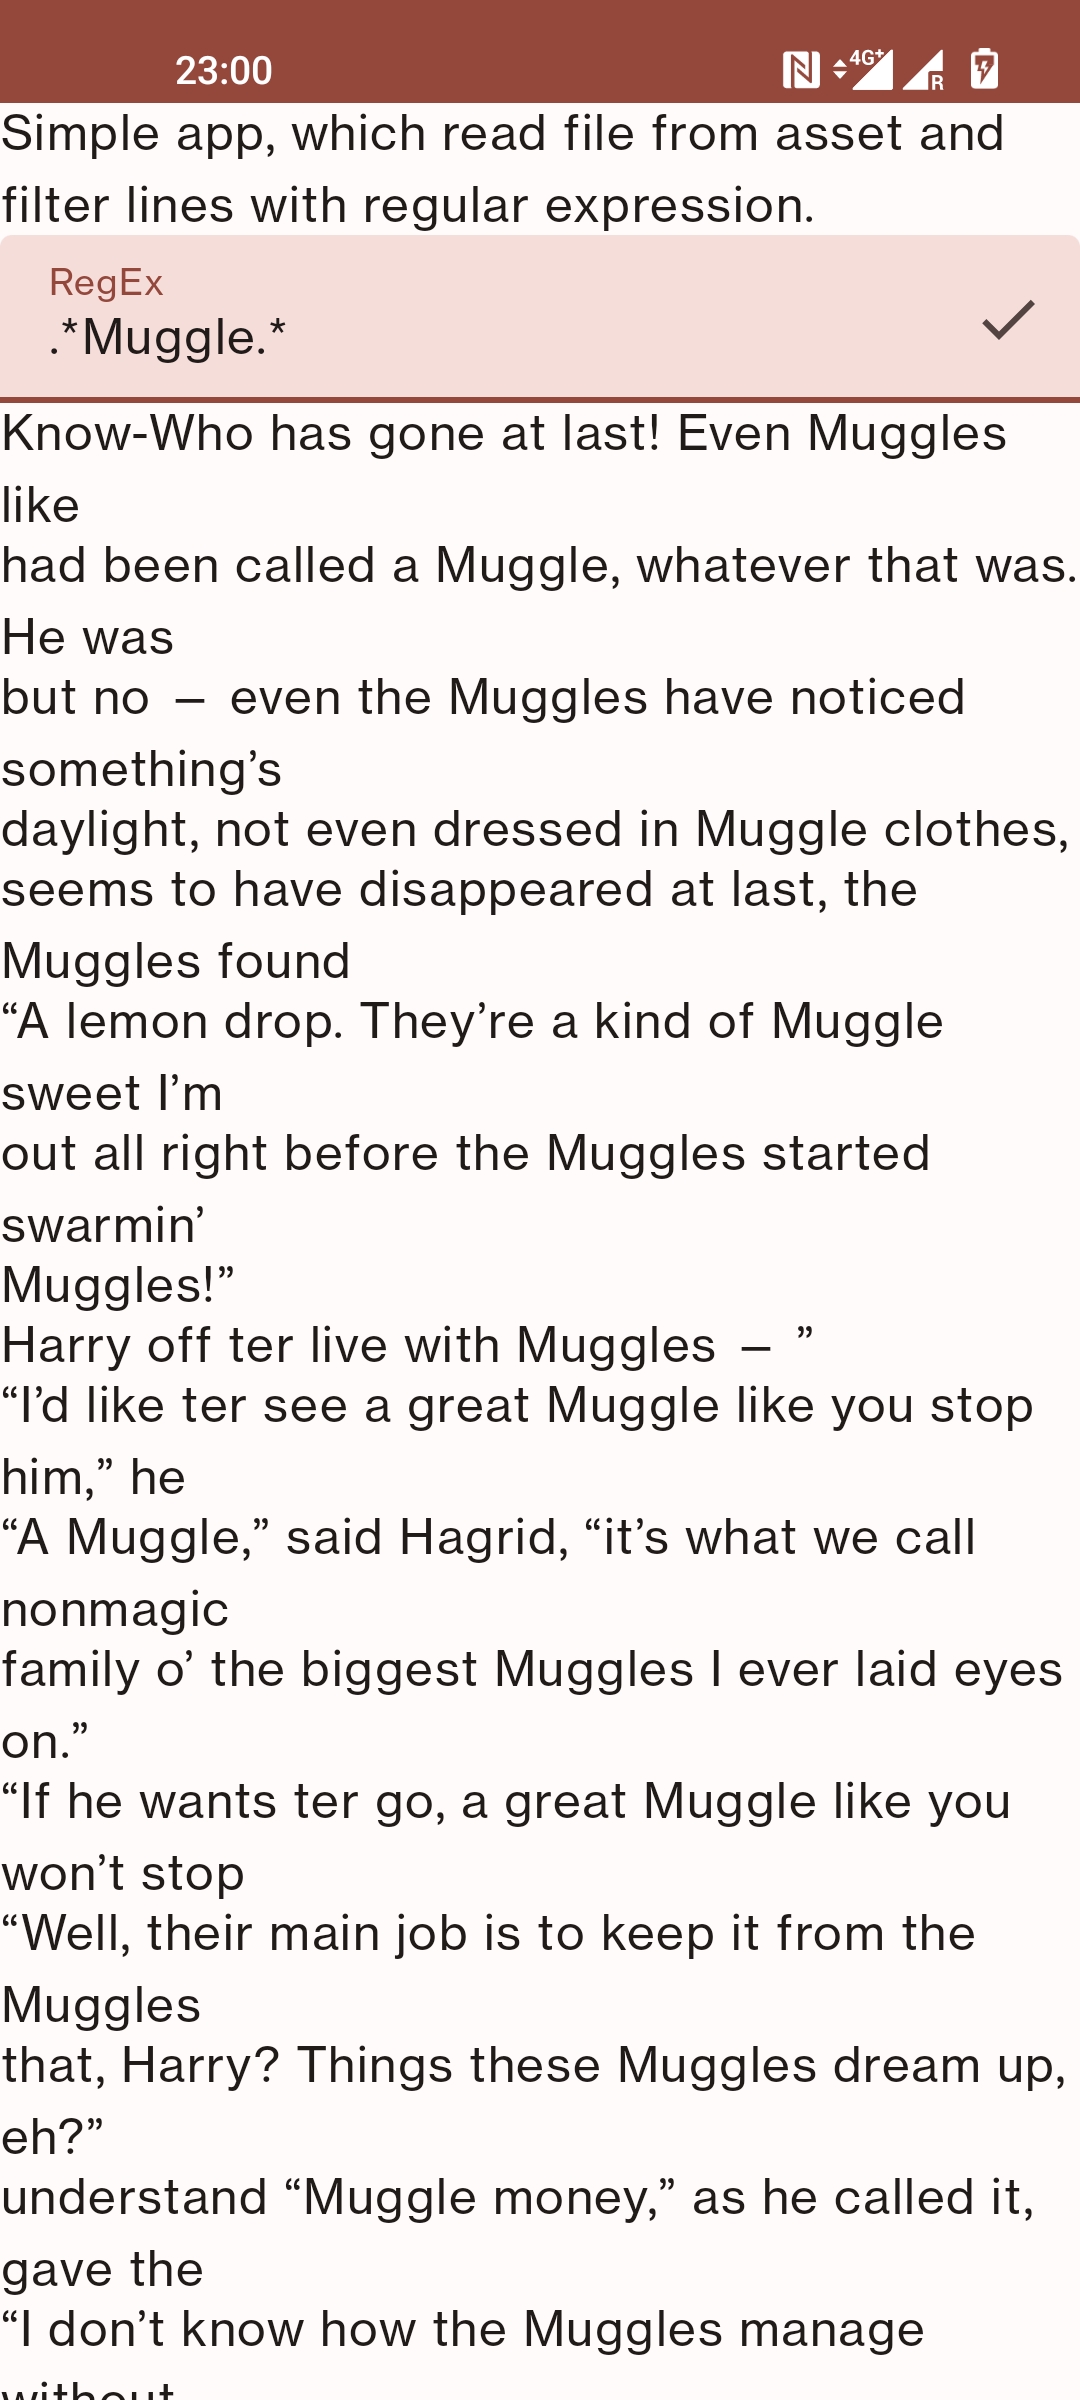 23:00
4G+
R
Simple app, which read file from asset and
filter lines with regular expression.
RegEx
.*Muggle.*
Know-Who has gone at last! Even Muggles
like
had been called a Muggle, whatever that was.
He was
but no — even the Muggles have noticed
something’s
daylight, not even dressed in Muggle clothes,
seems to have disappeared at last, the
Muggles found
“A lemon drop. They’re a kind of Muggle
sweet I’m
out all right before the Muggles started
swarmin’
Muggles!”
Harry off ter live with Muggles — ”
“I’d like ter see a great Muggle like you stop
him,” he
“A Muggle,” said Hagrid, “it’s what we call
nonmagic
family o’ the biggest Muggles I ever laid eyes
on.”
“If he wants ter go, a great Muggle like you
won’t stop
“Well, their main job is to keep it from the
Muggles
that, Harry? Things these Muggles dream up,
eh?”
understand “Muggle money,” as he called it,
gave the
“I don’t know how the Muggles manage
without